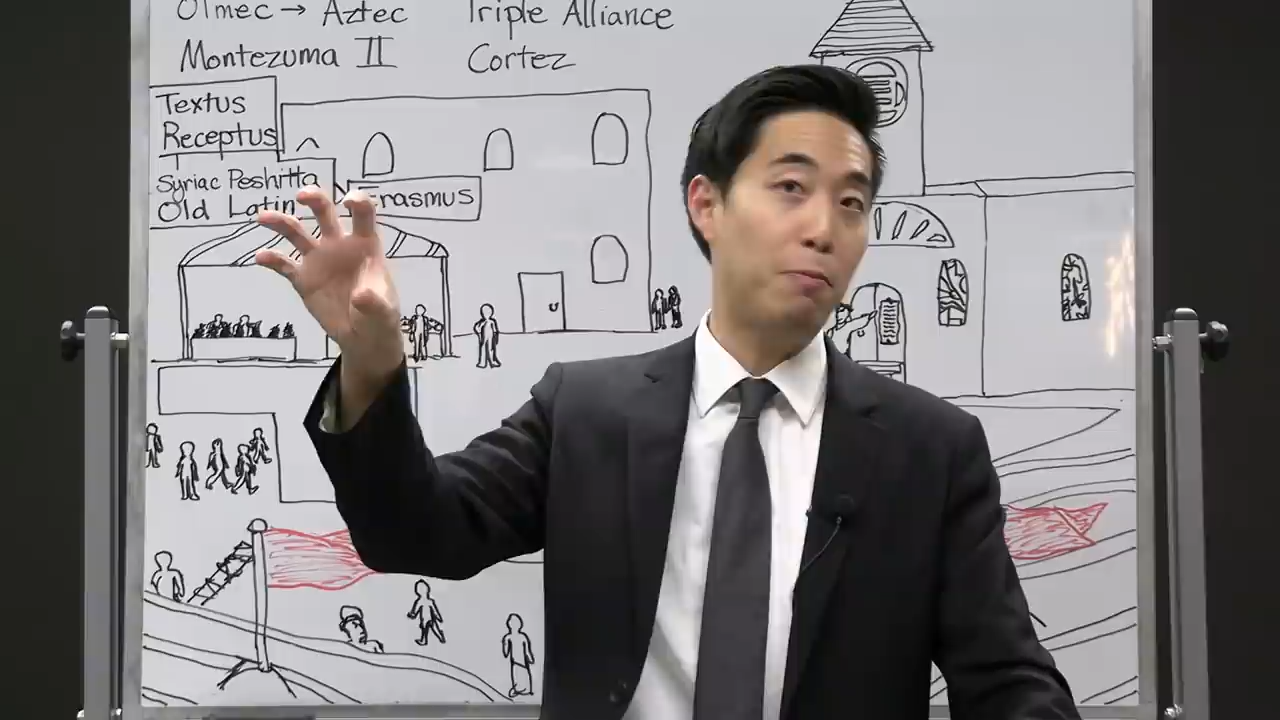 Olmec → Aztec
Triple Alliance
Montezuma II
Cortez
Textus
Receptus
Syriac Peshitta
Old Latin
Erasmus